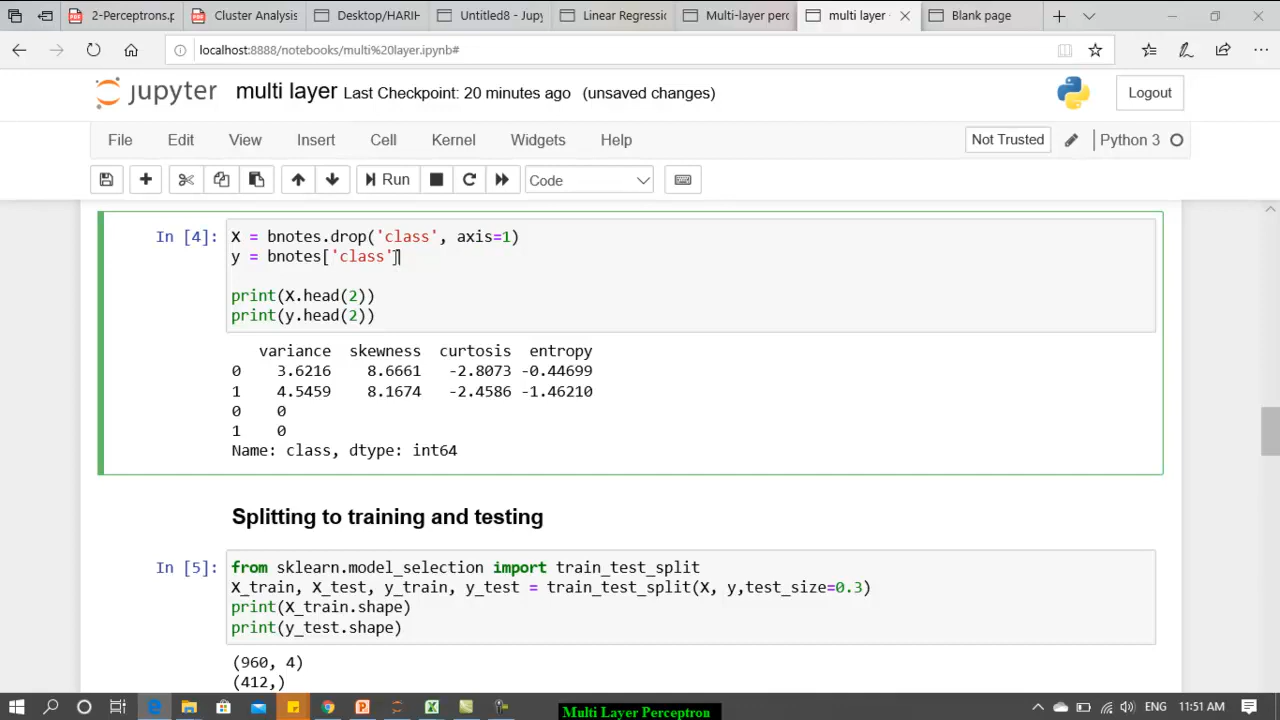 2-Perceptrons.p
Cluster Analysis
Desktop/HARIH
Untitled8 - Jupy
Linear Regressic
Multi-layer perc
multi layer
Blank page
localhost:8888/notebooks/multi%20layer.ipynb#
jupyter multi layer Last Checkpoint: 20 minutes ago (unsaved changes)
Logout
File Edit View Insert Cell Kernel Widgets Help
Not Trusted
Python 3
Run
Code
In [4]:
X = bnotes.drop('class', axis=1)
y = bnotes['class']
print(X.head(2))
print(y.head(2))
variance skewness curtosis entropy
0 3.6216 8.6661 -2.8073 -0.44699
1 4.5459 8.1674 -2.4586 -1.46210
0 0
1 0
Name: class, dtype: int64
Splitting to training and testing
In [5]:
from sklearn.model_selection import train_test_split
X_train, X_test, y_train, y_test = train_test_split(X, y,test_size=0.3)
print(X_train.shape)
print(y_test.shape)
(960, 4)
(412,)
Multi Layer Perceptron
ENG 11:51 AM